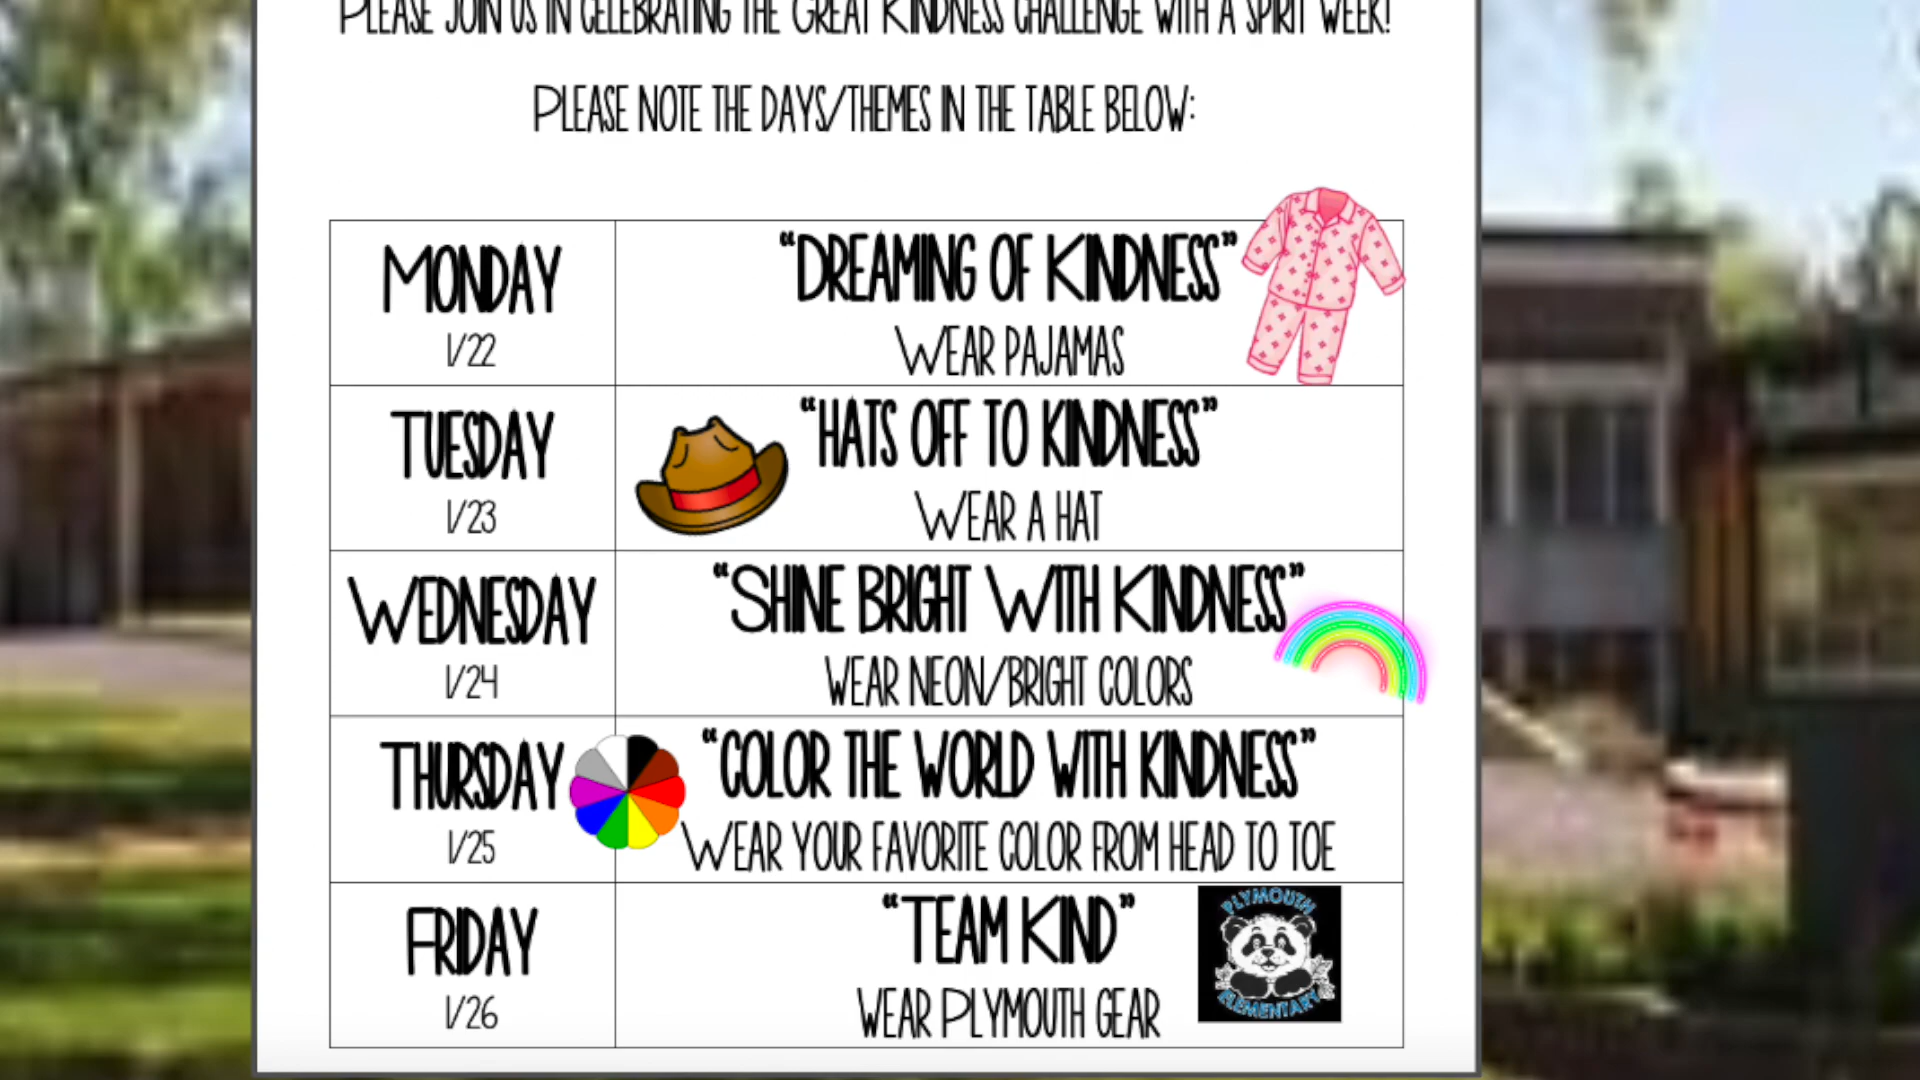 PLEASE JOIN US IN CELEBRATING THE GREAT KINDNESS CHALLENGE WITH A SPIRIT WEEK!
PLEASE NOTE THE DAYS/THEMES IN THE TABLE BELOW:
MONDAY
1/22
“DREAMING OF KINDNESS”
WEAR PAJAMAS
TUESDAY
1/23
“HATS OFF TO KINDNESS”
WEAR A HAT
WEDNESDAY
1/24
“SHINE BRIGHT WITH KINDNESS”
WEAR NEON/BRIGHT COLORS
THURSDAY
1/25
“COLOR THE WORLD WITH KINDNESS”
WEAR YOUR FAVORITE COLOR FROM HEAD TO TOE
FRIDAY
1/26
“TEAM KIND”
WEAR PLYMOUTH GEAR
PLYMOUTH
ELEMENTARY